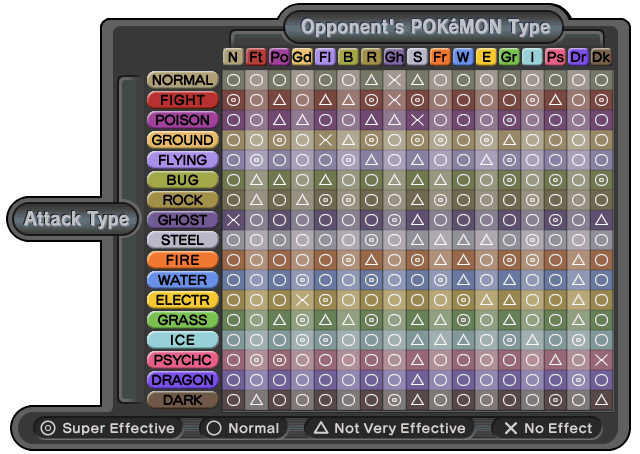 Opponent's POKéMON Type
N Ft Po Gd Fl B R Gh S Fr W E Gr I Ps Dr Dk
NORMAL
FIGHT
POISON
GROUND
FLYING
BUG
ROCK
Attack Type
GHOST
STEEL
FIRE
WATER
ELECTR
GRASS
ICE
PSYCHC
DRAGON
DARK
Super Effective Normal Not Very Effective No Effect